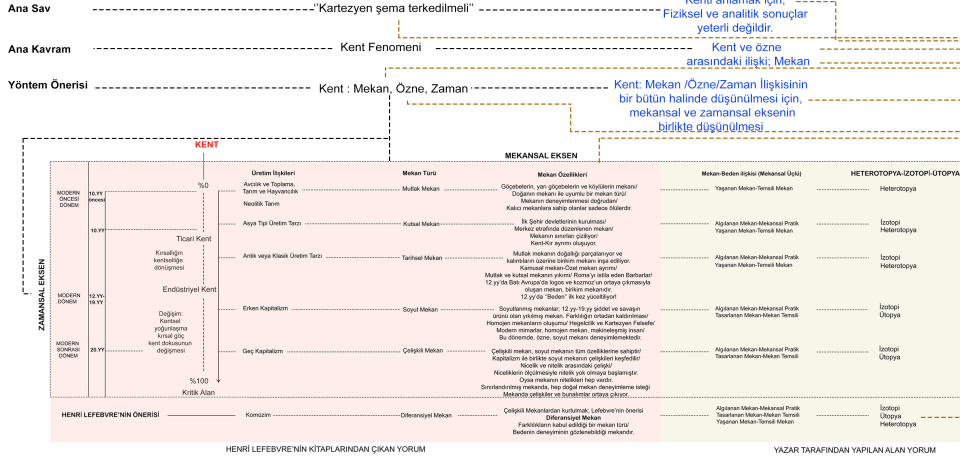 Kenti anlamak için,
Ana Sav
‘‘Kartezyen şema terkedilmeli’’
Fiziksel ve analitik sonuçlar
yeterli değildir.
Ana Kavram
Kent Fenomeni
Kent ve özne
arasındaki ilişki; Mekan
Yöntem Önerisi
Kent : Mekan, Özne, Zaman
Kent: Mekan /Özne/Zaman İlişkisinin
bir bütün halinde düşünülmesi için,
mekansal ve zamansal eksenin
birlikte düşünülmesi
KENT
MEKANSAL EKSEN
ZAMANSAL EKSEN
Üretim İlişkileri
Mekan Türü
Mekan Özellikleri
Mekan-Beden ilişkisi (Mekansal Üçlü)
HETEROTOPYA-İZOTOPİ-ÜTOPYA
MODERN
ÖNCESİ
DÖNEM
10.YY
öncesi
%0
Avcılık ve Toplama,
Tarım ve Hayvancılık
Neolitik Tarım
Mutlak Mekan
Göçebelerin, yarı göçebelerin ve köylülerin mekanı/
Doğanın mekanı ile uyumlu bir mekan türü/
Mekanın deneyimlenmesi doğrudan/
Kalıcı mekanlara sahip olanlar sadece ölülerdir.
Yaşanan Mekan-Temsili Mekan
Heterotopya
10.YY
Ticari Kent
Asya Tipi Üretim Tarzı
Kutsal Mekan
İlk Şehir devletlerinin kurulması/
Merkez etrafında düzenlenen mekan/
Mekanın sınırları çiziliyor/
Kent-Kır ayrımı oluşuyor.
Algılanan Mekan-Mekansal Pratik
Yaşanan Mekan-Temsili Mekan
İzotopi
Heterotopya
Kırsallığın
kentselliğe
dönüşmesi
Antik veya Klasik Üretim Tarzı
Tarihsel Mekan
Mutlak mekanın doğallığı parçalanıyor ve
kalıntıların üzerine birikim mekanı inşa ediliyor.
Kamusal mekan-Özel mekan ayrımı/
Mutlak ve kutsal mekanın yıkımı/ Roma’yı istila eden Barbarlar/
12.yy’da Batı Avrupa’da logos ve kozmoz’un ortaya çıkmasıyla
oluşan mekan, birikim mekanıdır.
12.yy’da “Beden” ilk kez yüceltiliyor!
Algılanan Mekan-Mekansal Pratik
Yaşanan Mekan-Temsili Mekan
İzotopi
Heterotopya
MODERN
DÖNEM
12.YY-
19.YY
Endüstriyel Kent
Değişim:
Kentsel
yoğunlaşma
kırsal göç
kent dokusunun
değişmesi
Erken Kapitalizm
Soyut Mekan
Soyutlanmış mekanlar; 12.yy-19.yy şiddet ve savaşın
ürünü olan yıkılmış mekan. Farklılığın ortadan kaldırılması/
Homojen mekanların oluşumu/ Hegelcilik ve Kartezyen Felsefe/
Modern mimarlar, homojen mekan, makineleşmiş insan/
Bu dönemde, özne, soyut mekanı deneyimlemektedir.
Algılanan Mekan-Mekansal Pratik
Tasarlanan Mekan-Mekanın Temsili
İzotopi
Ütopya
MODERN
SONRASI
DÖNEM
20.YY
Geç Kapitalizm
Çelişkili Mekan
Çelişkili mekan, soyut mekanın tüm özelliklerine sahiptir/
Kapitalizm ile birlikte soyut mekanın çelişkileri keşfedilir/
Nicelik ve nitelik arasındaki çelişki/
Niceliklerin ölçülmesiyle nitelik yok olmaya başlamıştır.
Oysa mekanın nitelikleri hep vardır.
Sınırlandırılmış mekanda, hep doğal mekan deneyimleme isteği
Mekanda çelişkiler ve bunalımlar ortaya çıkıyor.
Algılanan Mekan-Mekansal Pratik
Tasarlanan Mekan-Mekanın Temsili
İzotopi
Ütopya
%100
Kritik Alan
HENRİ LEFEBVRE’NİN ÖNERİSİ
Komüzim
Diferansiyel Mekan
Çelişkili Mekanlardan kurtulmak; Lefebvre’nin önerisi
Diferansiyel Mekan
Farklılıkların kabul edildiği bir mekan türü/
Bedenin deneyiminin gözlenebildiği mekandır.
Algılanan Mekan-Mekansal Pratik
Tasarlanan Mekan-Mekanın Temsili
Yaşanan Mekan-Temsili Mekan
İzotopi
Ütopya
Heterotopya
HENRİ LEFEBVRE’NİN KİTAPLARINDAN ÇIKAN YORUM
YAZAR TARAFINDAN YAPILAN ALAN YORUM